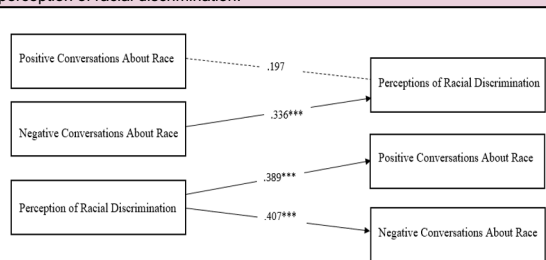 perception of racial discrimination.
Positive Conversations About Race
.197
Perceptions of Racial Discrimination
Negative Conversations About Race
.336***
Positive Conversations About Race
.389***
Perception of Racial Discrimination
.407***
Negative Conversations About Race